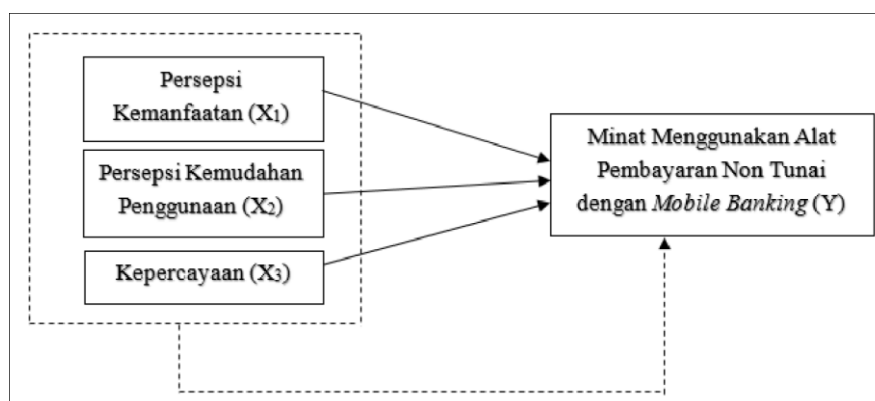 Persepsi
Kemanfaatan (X₁)
Persepsi Kemudahan
Penggunaan (X₂)
Kepercayaan (X₃)
Minat Menggunakan Alat
Pembayaran Non Tunai
dengan Mobile Banking (Y)